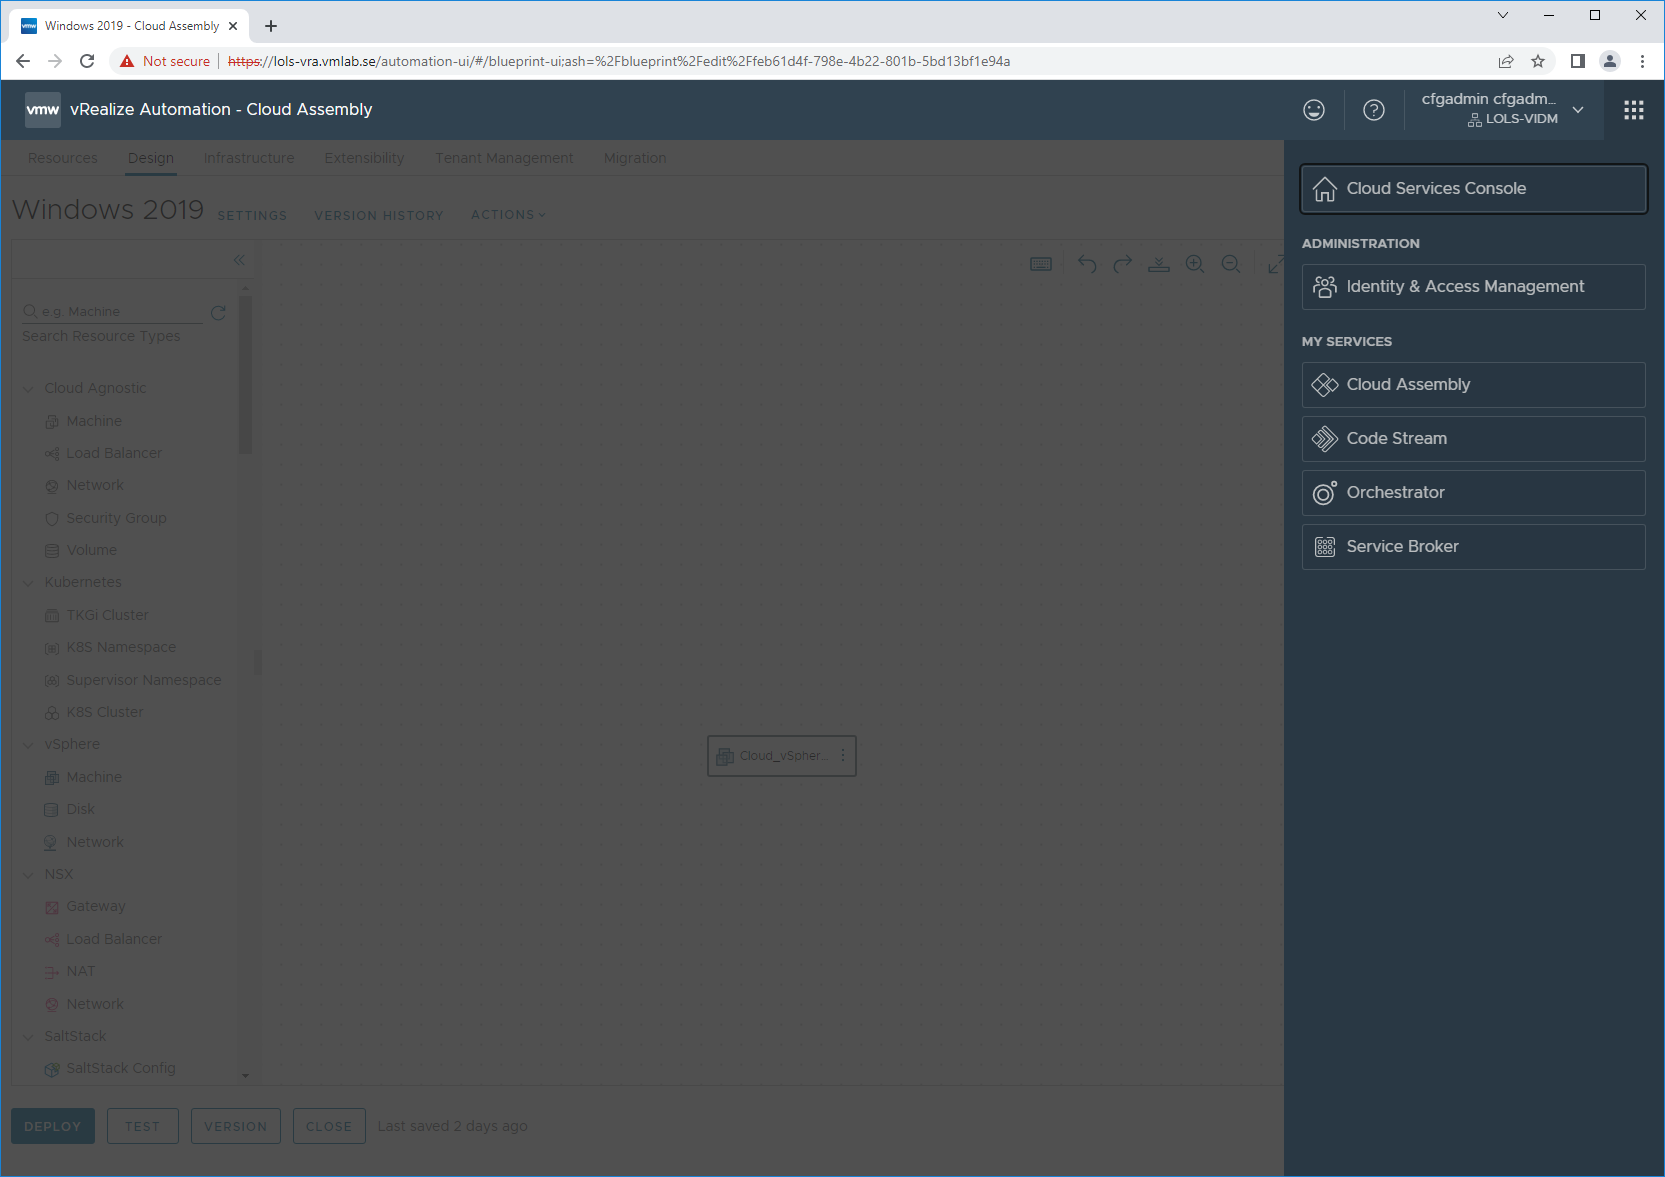 Windows 2019 - Cloud Assembly
Not secure https://lols-vra.vmlab.se/automation-ui/#/blueprint-ui;ash=%2Fblueprint%2Fedit%2Ffeb61d4f-798e-4b22-801b-5bd13bf1e94a
vmw vRealize Automation - Cloud Assembly
cfgadmin cfgadm...
LOLS-VIDM
Resources Design Infrastructure Extensibility Tenant Management Migration
Windows 2019 SETTINGS VERSION HISTORY ACTIONS
e.g. Machine
Search Resource Types
Cloud Agnostic
Machine
Load Balancer
Network
Security Group
Volume
Kubernetes
TKGi Cluster
K8S Namespace
Supervisor Namespace
K8S Cluster
vSphere
Machine
Disk
Network
NSX
Gateway
Load Balancer
NAT
Network
SaltStack
SaltStack Config
Cloud_vSpher...
DEPLOY TEST VERSION CLOSE Last saved 2 days ago
Cloud Services Console
ADMINISTRATION
Identity & Access Management
MY SERVICES
Cloud Assembly
Code Stream
Orchestrator
Service Broker